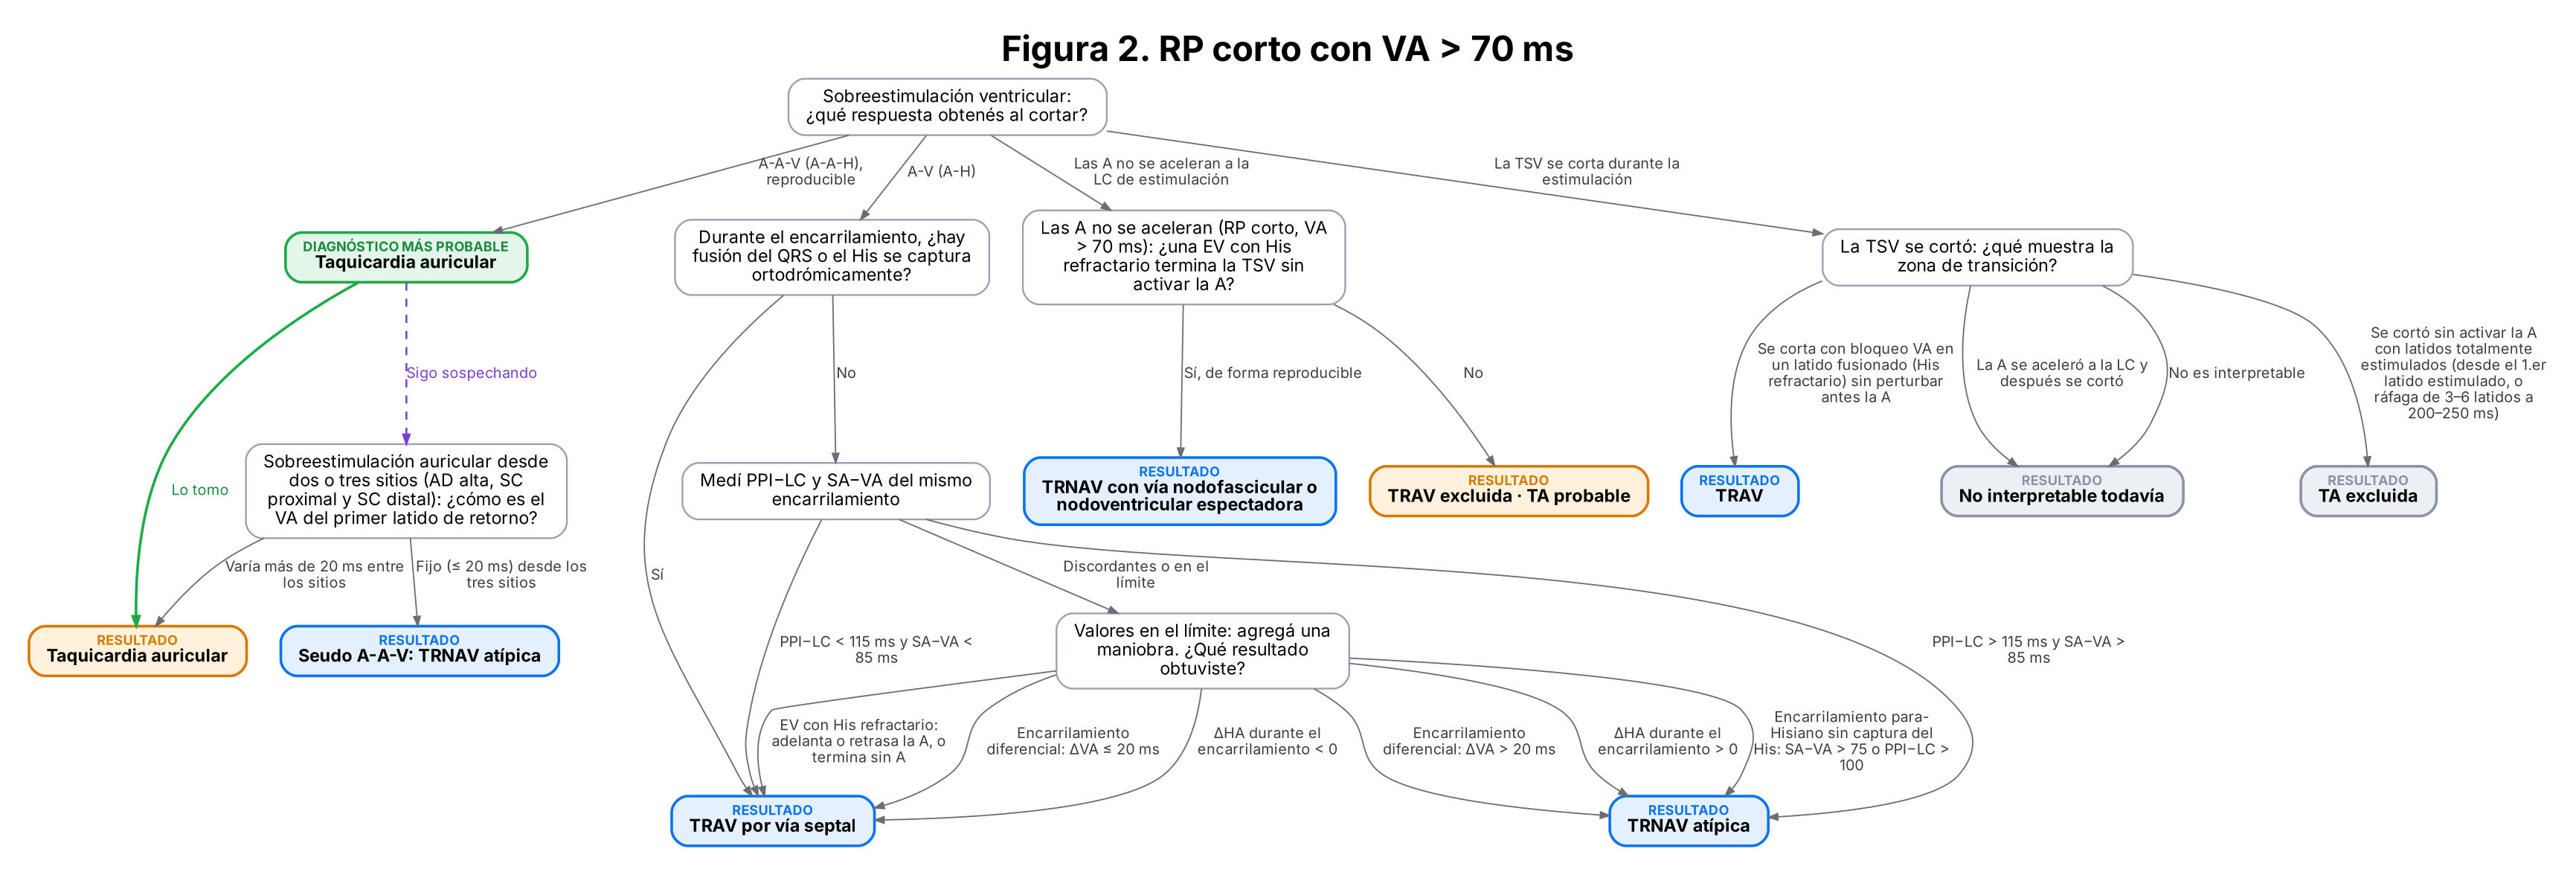 Figura 2. RP corto con VA > 70 ms
Sobreestimulación ventricular:
¿qué respuesta obtenés al cortar?
A-A-V (A-A-H),
reproducible
A-V (A-H)
Las A no se aceleran a la
LC de estimulación
La TSV se corta durante la
estimulación
DIAGNÓSTICO MÁS PROBABLE
Taquicardia auricular
Durante el encarrilamiento, ¿hay
fusión del QRS o el His se captura
ortodrómicamente?
Las A no se aceleran (RP corto, VA
> 70 ms): ¿una EV con His
refractario termina la TSV sin
activar la A?
La TSV se cortó: ¿qué muestra la
zona de transición?
Lo tomo
Sigo sospechando
No
Sí, de forma reproducible
No
Se corta con bloqueo VA en
un latido fusionado (His
refractario) sin perturbar
antes la A
La A se aceleró a la LC y
después se cortó
No es interpretable
Se cortó sin activar la A
con latidos totalmente
estimulados (desde el 1.er
latido estimulado, o
ráfaga de 3–6 latidos a
200–250 ms)
Sobreestimulación auricular desde
dos o tres sitios (AD alta, SC
proximal y SC distal): ¿cómo es el
VA del primer latido de retorno?
Medí PPI−LC y SA−VA del mismo
encarrilamiento
RESULTADO
TRNAV con vía nodofascicular o
nodoventricular espectadora
RESULTADO
TRAV excluida · TA probable
RESULTADO
TRAV
RESULTADO
No interpretable todavía
RESULTADO
TA excluida
Varía más de 20 ms entre
los sitios
Fijo (≤ 20 ms) desde los
tres sitios
Sí
Discordantes o en el
límite
RESULTADO
Taquicardia auricular
RESULTADO
Seudo A-A-V: TRNAV atípica
PPI−LC < 115 ms y SA−VA <
85 ms
Valores en el límite: agregá una
maniobra. ¿Qué resultado
obtuviste?
PPI−LC > 115 ms y SA−VA >
85 ms
EV con His refractario:
adelanta o retrasa la A, o
termina sin A
Encarrilamiento
diferencial: ΔVA ≤ 20 ms
ΔHA durante el
encarrilamiento < 0
Encarrilamiento
diferencial: ΔVA > 20 ms
ΔHA durante el
encarrilamiento > 0
Encarrilamiento para-
Hisiano sin captura del
His: SA−VA > 75 o PPI−LC >
100
RESULTADO
TRAV por vía septal
RESULTADO
TRNAV atípica